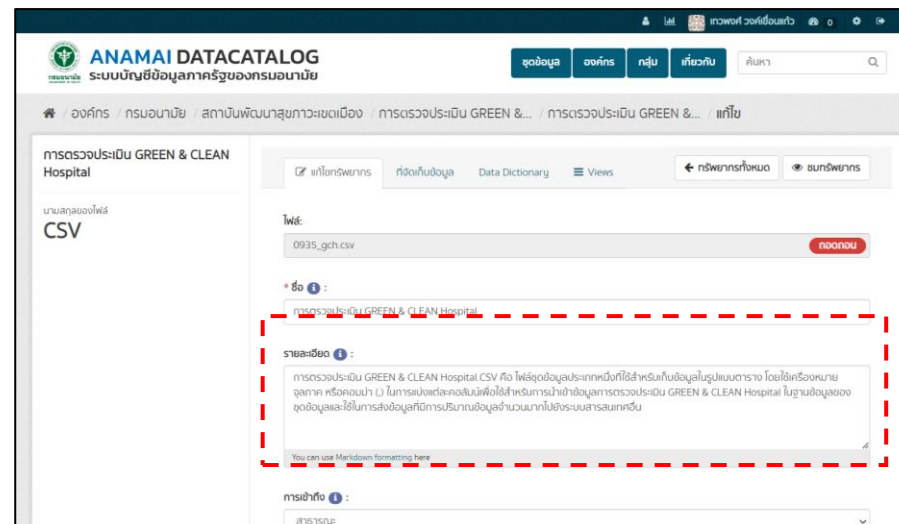 เทวพงศ์ วงค์เขื่อนแก้ว 0
ANAMAI DATACATALOG
ระบบบัญชีข้อมูลภาครัฐของกรมอนามัย
กรมอนามัย
ชุดข้อมูล องค์กร กลุ่ม เกี่ยวกับ ค้นหา
/ องค์กร / กรมอนามัย / สถาบันพัฒนาสุขภาวะเขตเมือง / การตรวจประเมิน GREEN &... / การตรวจประเมิน GREEN &... / แก้ไข
การตรวจประเมิน GREEN & CLEAN
Hospital
นามสกุลของไฟล์
CSV
แก้ไขทรัพยากร ที่จัดเก็บข้อมูล Data Dictionary Views ทรัพยากรทั้งหมด ชมทรัพยากร
ไฟล์:
0935_gch.csv ถอดถอน
* ชื่อ :
การตรวจประเมิน GREEN & CLEAN Hospital
รายละเอียด :
การตรวจประเมิน GREEN & CLEAN Hospital CSV คือ ไฟล์ชุดข้อมูลประเภทหนึ่งที่ใช้สำหรับเก็บข้อมูลในรูปแบบตาราง โดยใช้เครื่องหมาย
จุลภาค หรือคอมม่า (,) ในการแบ่งแต่ละคอลัมน์เพื่อใช้สำหรับการนำเข้าข้อมูลการตรวจประเมิน GREEN & CLEAN Hospital ในฐานข้อมูลของ
ชุดข้อมูลและใช้ในการส่งข้อมูลที่มีการปริมาณข้อมูลจำนวนมากไปยังระบบสารสนเทศอื่น
You can use Markdown formatting here
การเข้าถึง :
สาธารณะ